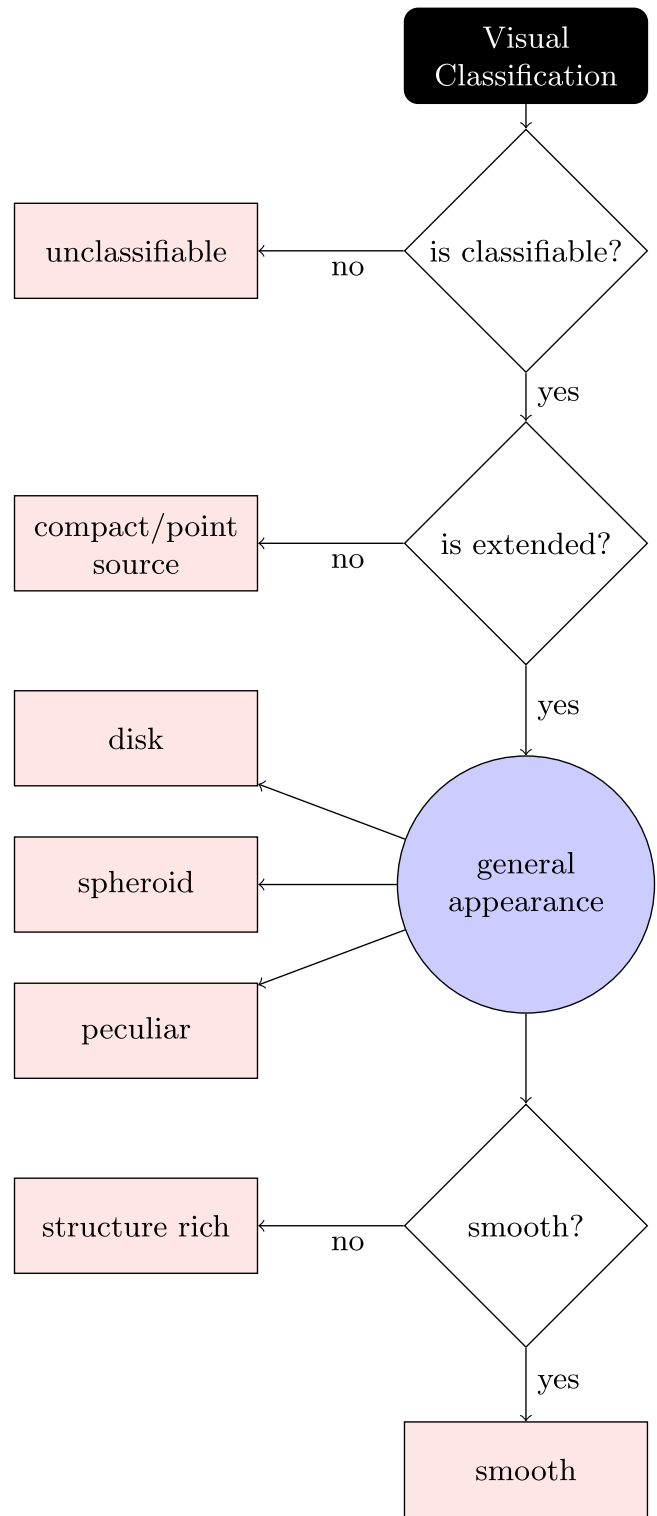 Visual
Classification
is classifiable?
no
unclassifiable
yes
is extended?
no
compact/point
source
yes
general
appearance
disk
spheroid
peculiar
smooth?
no
structure rich
yes
smooth